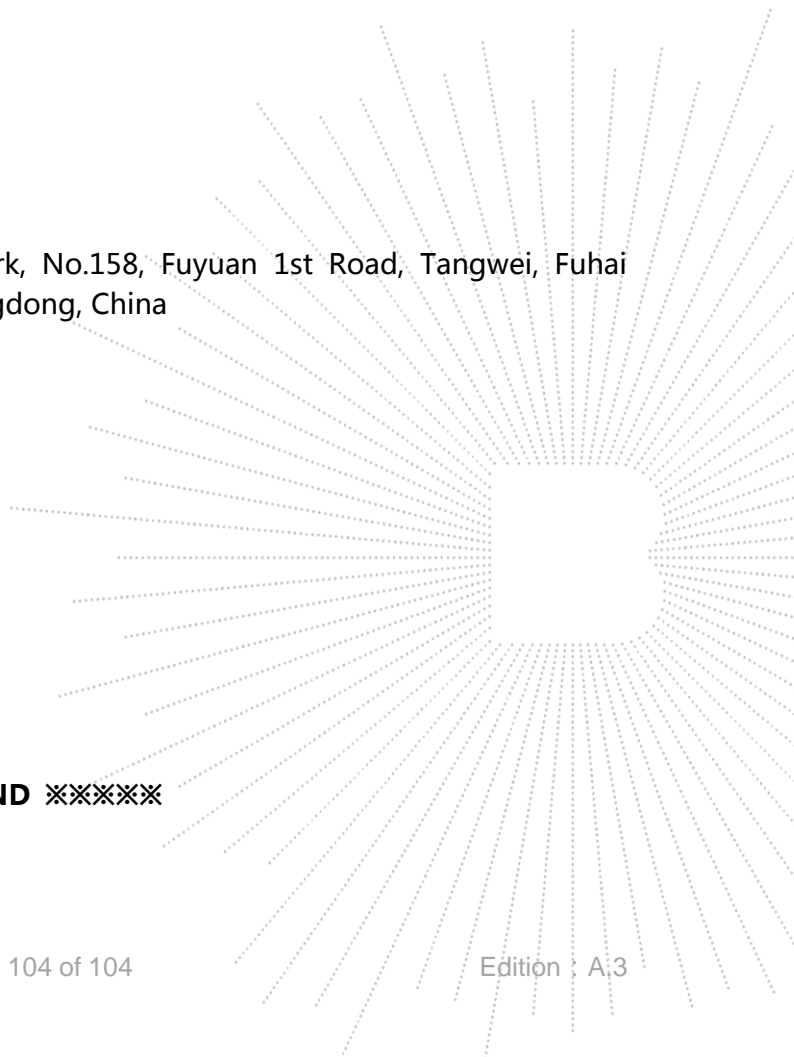 rk, No.158, Fuyuan 1st Road, Tangwei, Fuhai
gdong, China
ND ※※※※※
104 of 104 Edition：A.3